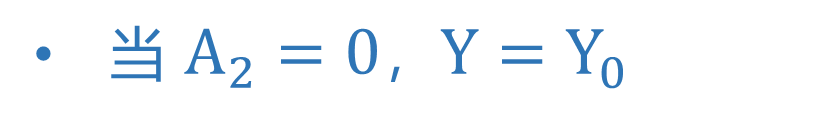 • 当 A₂ = 0, Y = Y₀